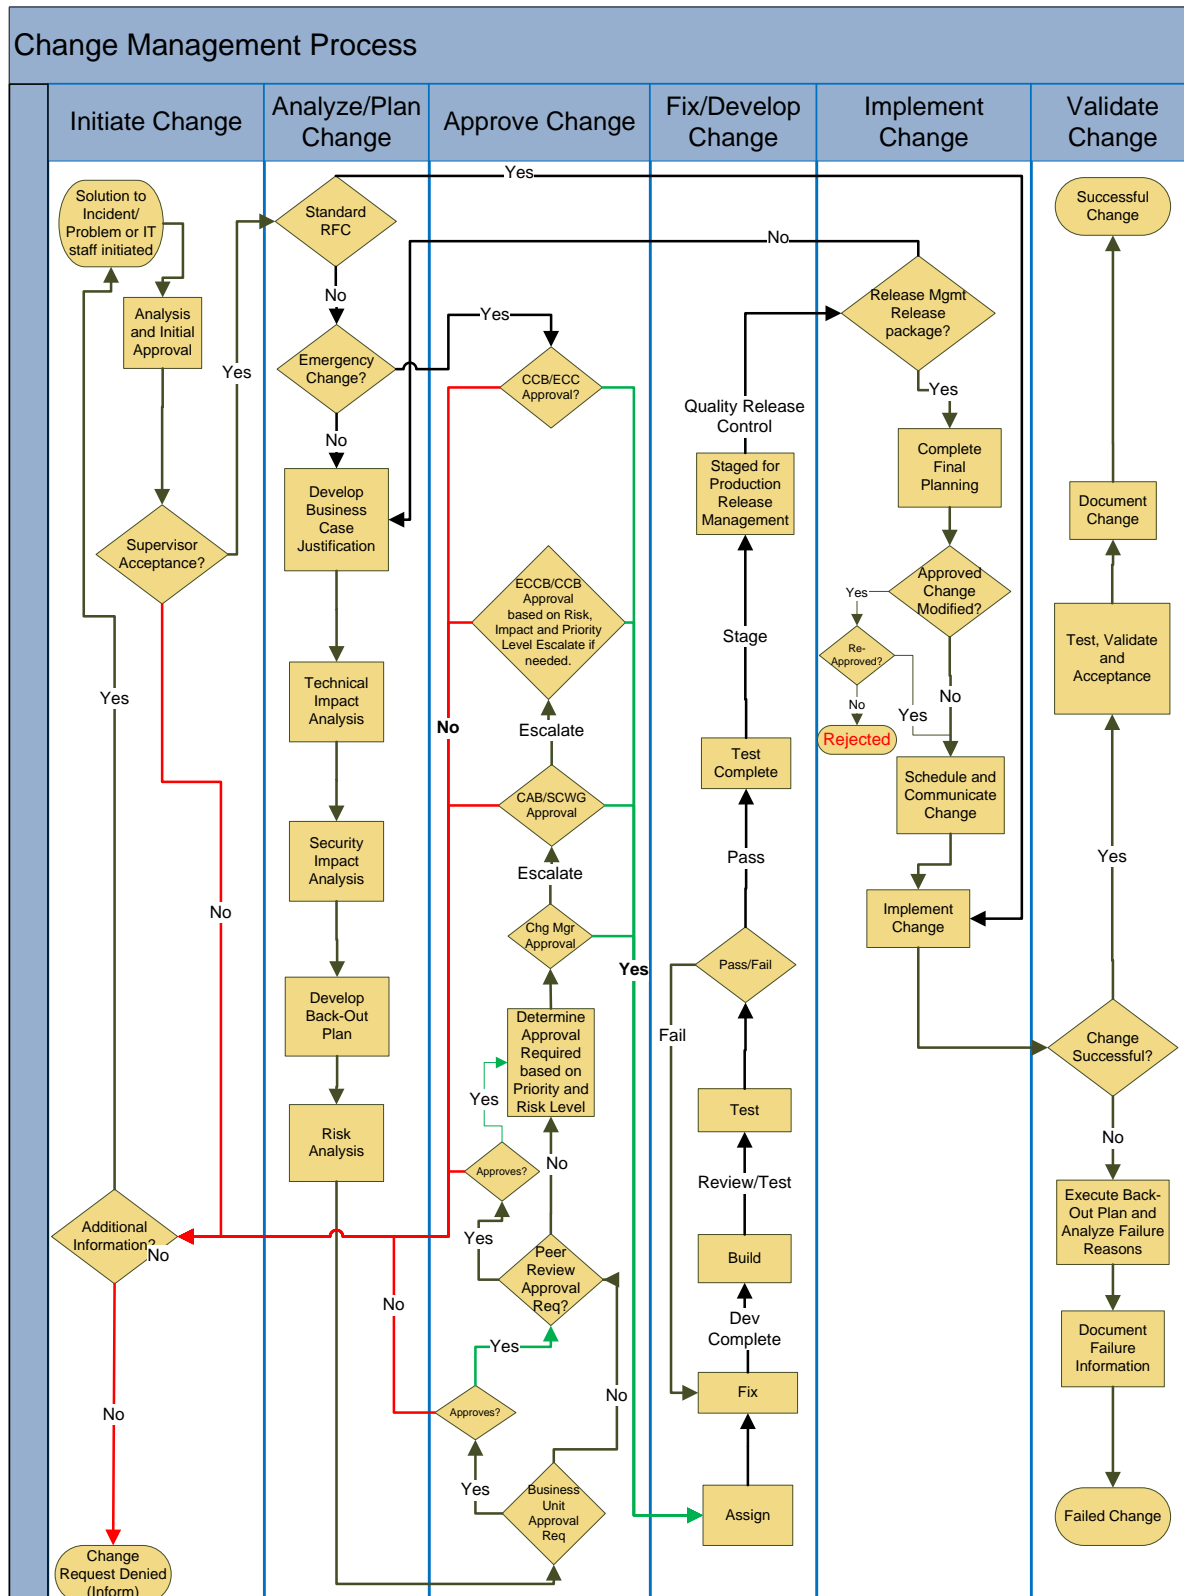 Change Management Process
Initiate Change
Analyze/Plan
Change
Approve Change
Fix/Develop
Change
Implement
Change
Validate
Change
Solution to
Incident/
Problem or IT
staff initiated
Analysis
and Initial
Approval
Yes
Supervisor
Acceptance?
Yes
No
Additional
Information?
No
No
Change
Request Denied
(Inform)
Standard
RFC
Yes
No
Emergency
Change?
Yes
No
Develop
Business
Case
Justification
Technical
Impact
Analysis
Security
Impact
Analysis
Develop
Back-Out
Plan
Risk
Analysis
CCB/ECC
Approval?
ECCB/CCB
Approval
based on Risk,
Impact and Priority
Level Escalate if
needed.
No
Escalate
CAB/SCWG
Approval
Escalate
Chg Mgr
Approval
Yes
Determine
Approval
Required
based on
Priority and
Risk Level
Yes
Approves?
No
Yes
Peer
Review
Approval
Req?
No
Yes
Approves?
No
Yes
Business
Unit
Approval
Req
Quality Release
Control
Staged for
Production
Release
Management
Stage
Test
Complete
Pass
Pass/Fail
Fail
Test
Review/Test
Build
Dev
Complete
Fix
Assign
No
Release Mgmt
Release
package?
Yes
Complete
Final
Planning
Approved
Change
Modified?
Yes
Re-
Approved?
No
Yes
No
Rejected
Schedule and
Communicate
Change
Implement
Change
Successful
Change
Document
Change
Test, Validate
and
Acceptance
Yes
Change
Successful?
No
Execute Back-
Out Plan and
Analyze Failure
Reasons
Document
Failure
Information
Failed Change